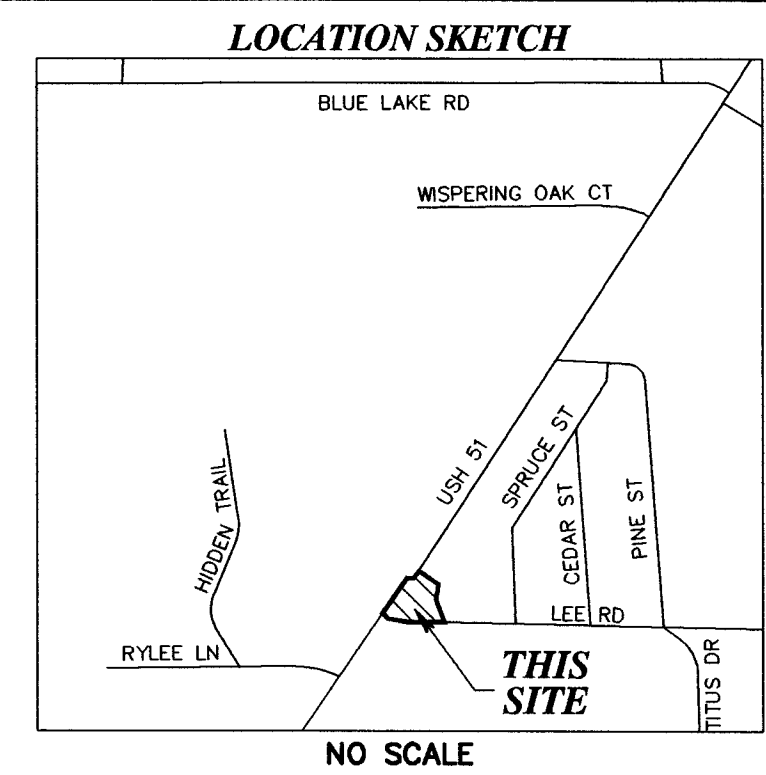 LOCATION SKETCH
BLUE LAKE RD
WISPERING OAK CT
USH 51
SPRUCE ST
CEDAR ST
PINE ST
HIDDEN TRAIL
LEE RD
RYLEE LN
THIS
SITE
TITUS DR
NO SCALE